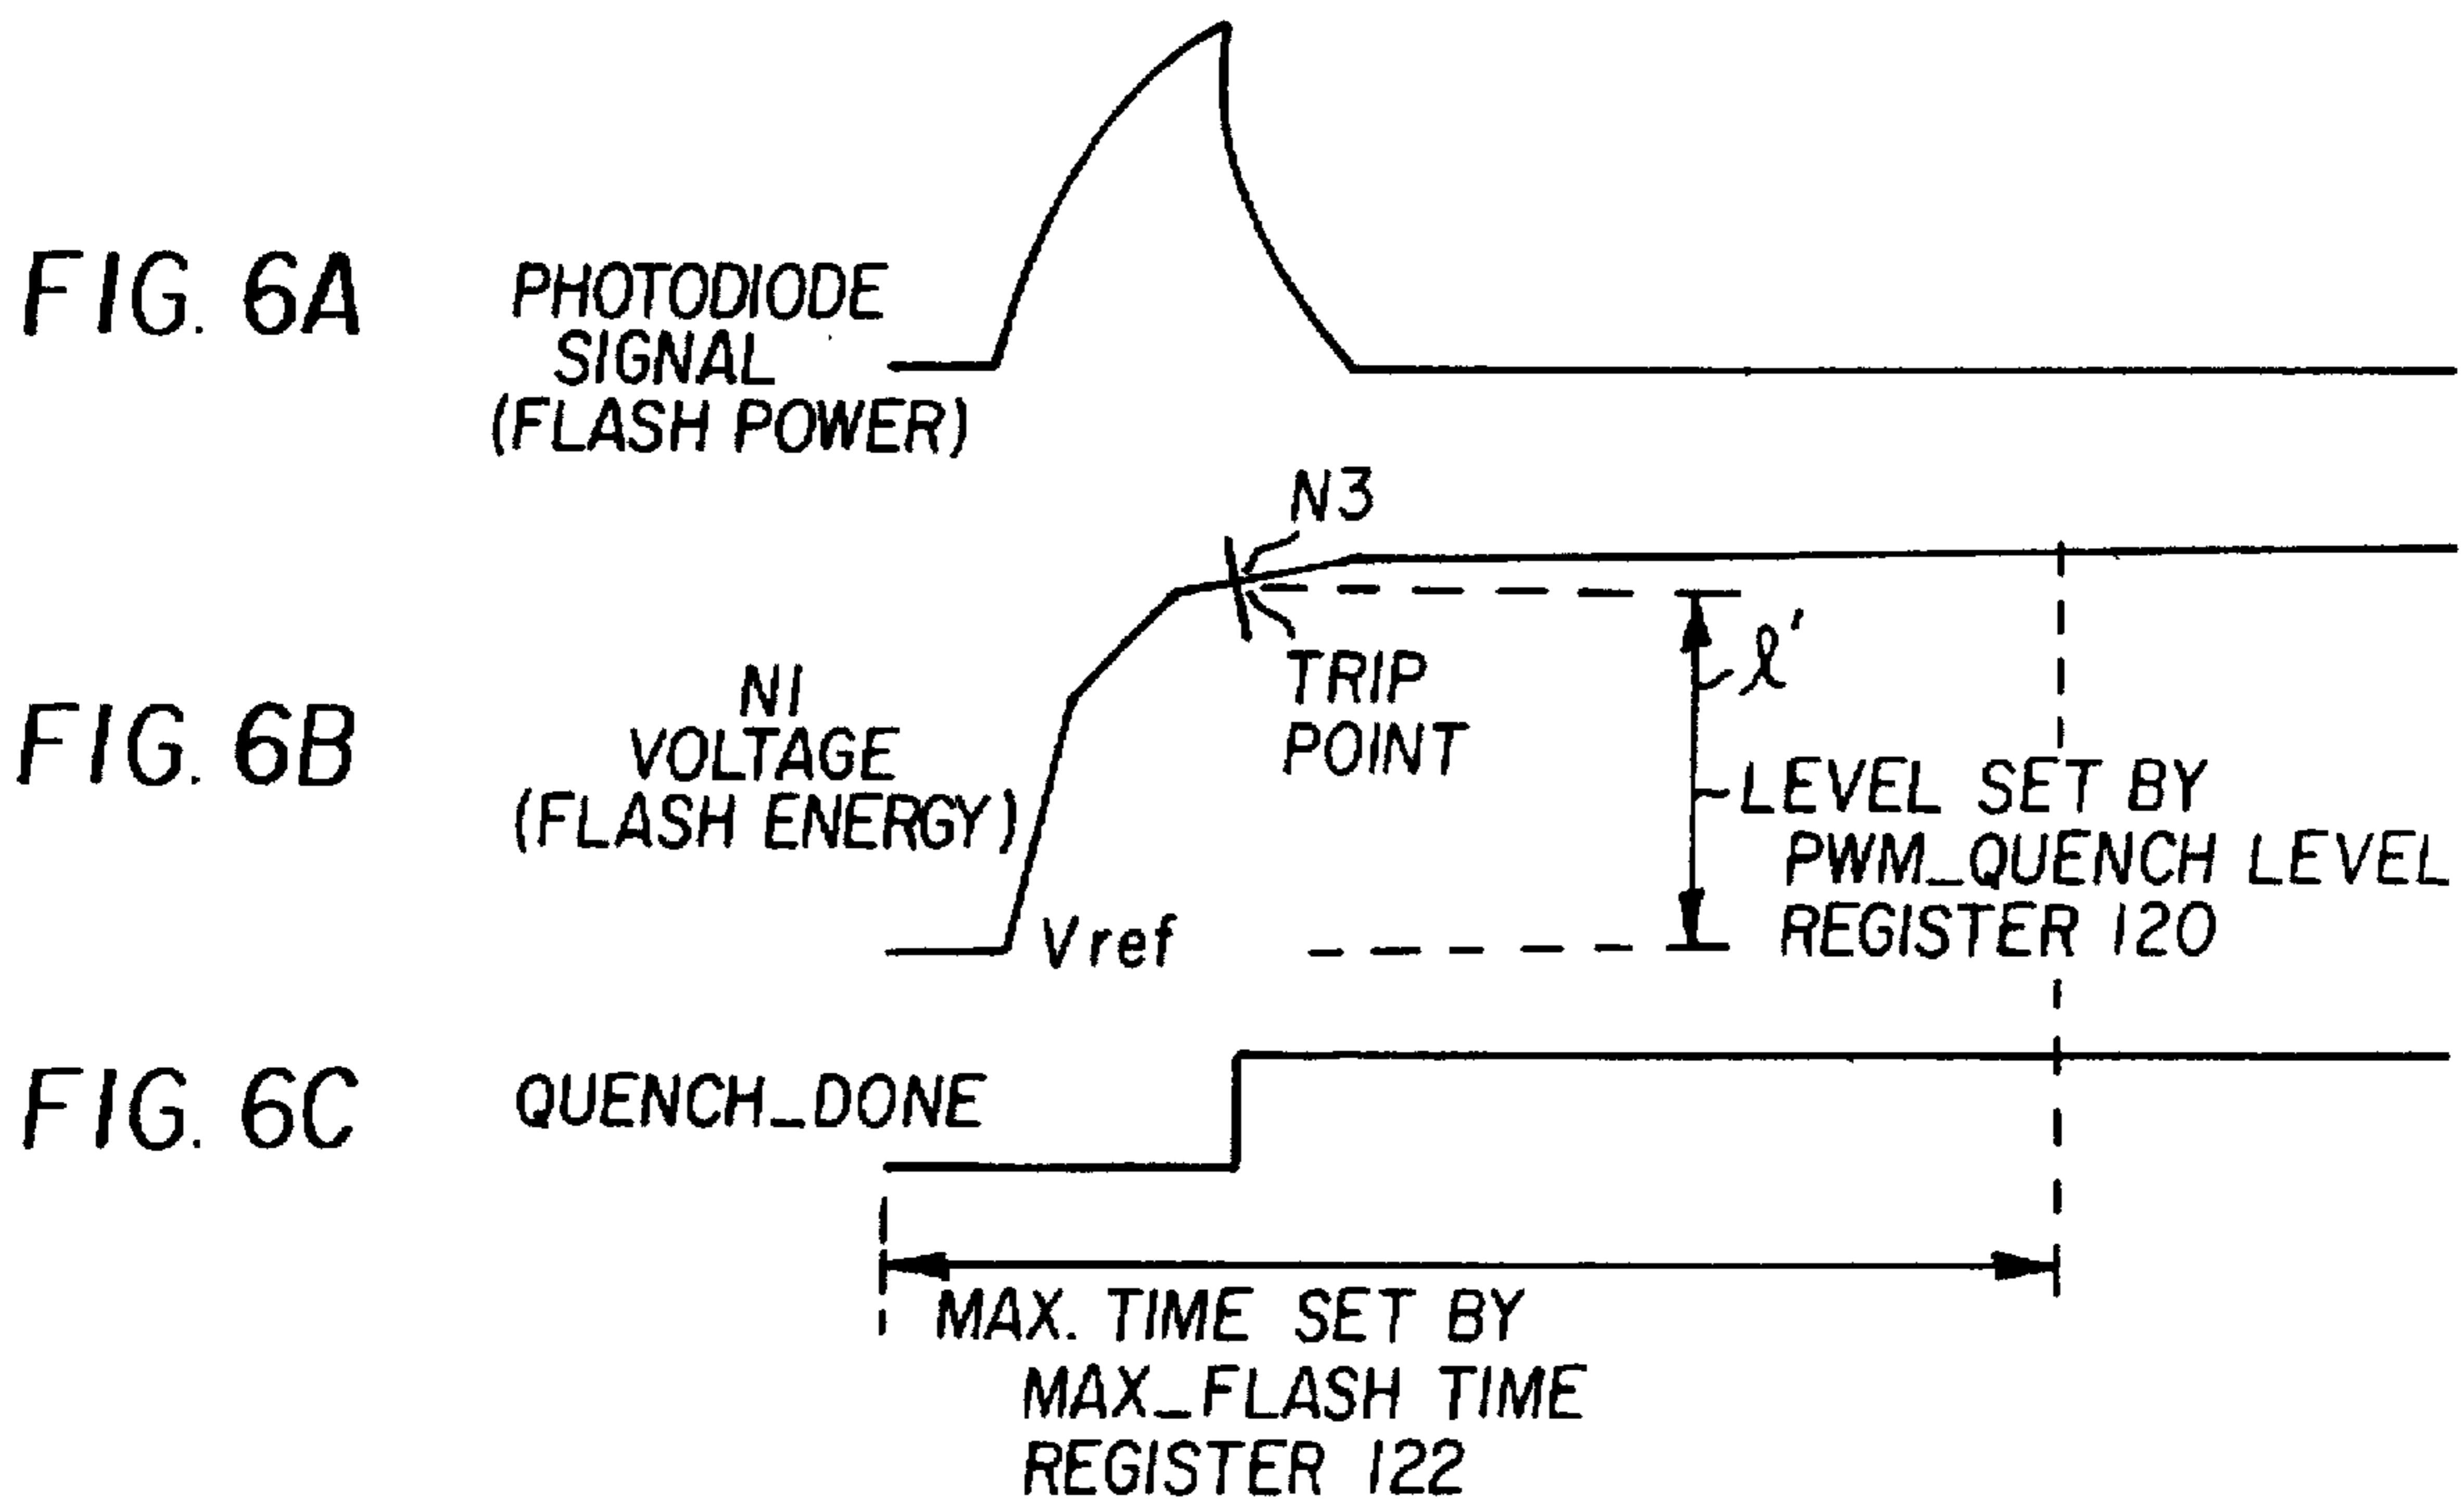 FIG. 6A
PHOTODIODE
SIGNAL
(FLASH POWER)
N3
FIG. 6B
N1
VOLTAGE
(FLASH ENERGY)
TRIP
POINT
ℓ'
LEVEL SET BY
PWM_QUENCH LEVEL
REGISTER 120
Vref
FIG. 6C
QUENCH_DONE
MAX. TIME SET BY
MAX_FLASH TIME
REGISTER 122